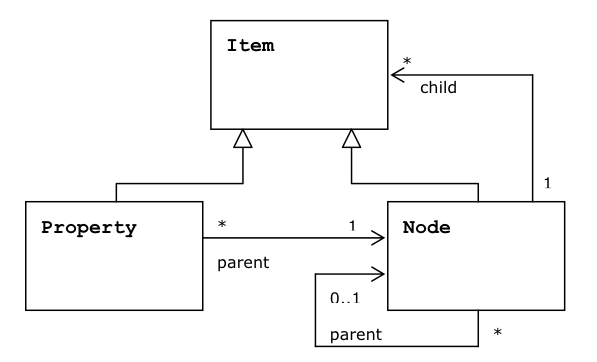 Item
*
child
1
Property
*
1
parent
Node
0..1
parent
*